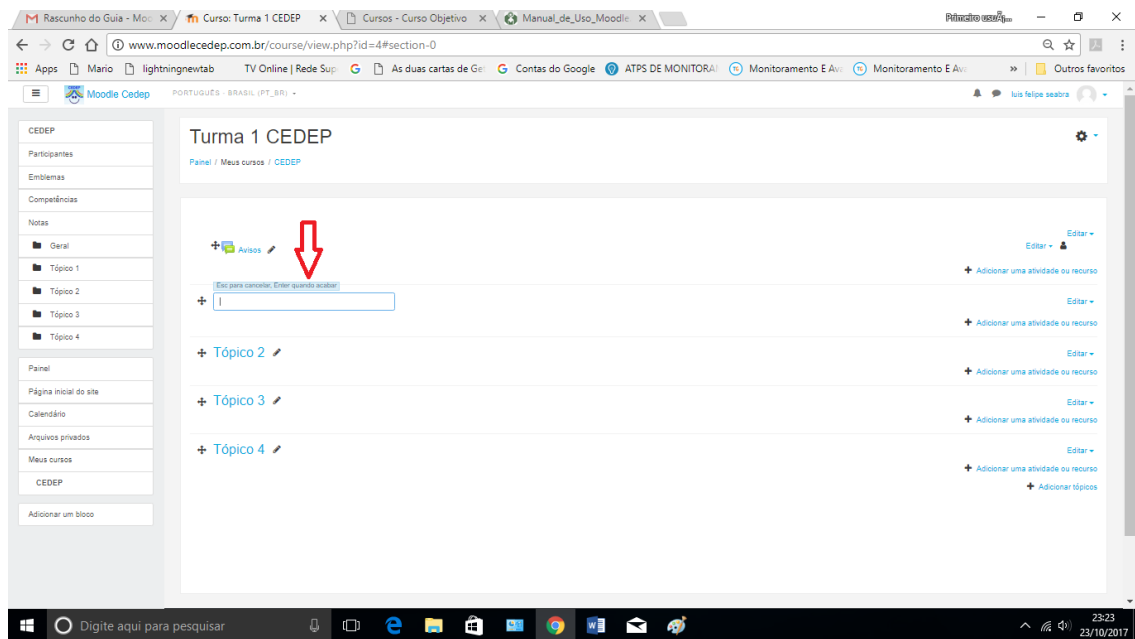 Rascunho do Guia - Moo
Curso: Turma 1 CEDEP
Cursos - Curso Objetivo
Manual_de_Uso_Moodle
www.moodlecedep.com.br/course/view.php?id=4#section-0
Apps
Mario
lightningnewtab
TV Online | Rede Sup
As duas cartas de Ge
Contas do Google
ATPS DE MONITORA
Monitoramento E Ava
Monitoramento E Ava
»
Outros favoritos
Moodle Cedep
PORTUGUÊS - BRASIL (PT_BR)
luis felipe seabra
CEDEP
Participantes
Emblemas
Competências
Notas
Geral
Tópico 1
Tópico 2
Tópico 3
Tópico 4
Painel
Página inicial do site
Calendário
Arquivos privados
Meus cursos
CEDEP
Adicionar um bloco
Turma 1 CEDEP
Painel / Meus cursos / CEDEP
Editar
Avisos
Editar
Adicionar uma atividade ou recurso
Esc para cancelar, Enter quando acabar
Editar
Adicionar uma atividade ou recurso
Tópico 2
Editar
Adicionar uma atividade ou recurso
Tópico 3
Editar
Adicionar uma atividade ou recurso
Tópico 4
Editar
Adicionar uma atividade ou recurso
Adicionar tópicos
Digite aqui para pesquisar
23:23
23/10/2017